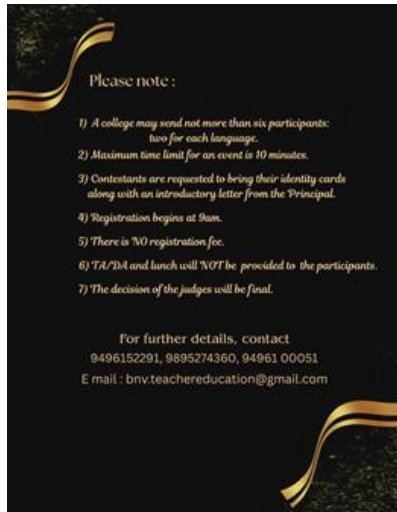 Please note :
1) A college may send not more than six participants:
two for each language.
2) Maximum time limit for an event is 10 minutes.
3) Contestants are requested to bring their identity cards
along with an introductory letter from the Principal.
4) Registration begins at 9am.
5) There is NO registration fee.
6) TA/DA and lunch will NOT be provided to the participants.
7) The decision of the judges will be final.
For further details, contact
9496152291, 9895274360, 94961 00051
E mail : bnv.teachereducation@gmail.com